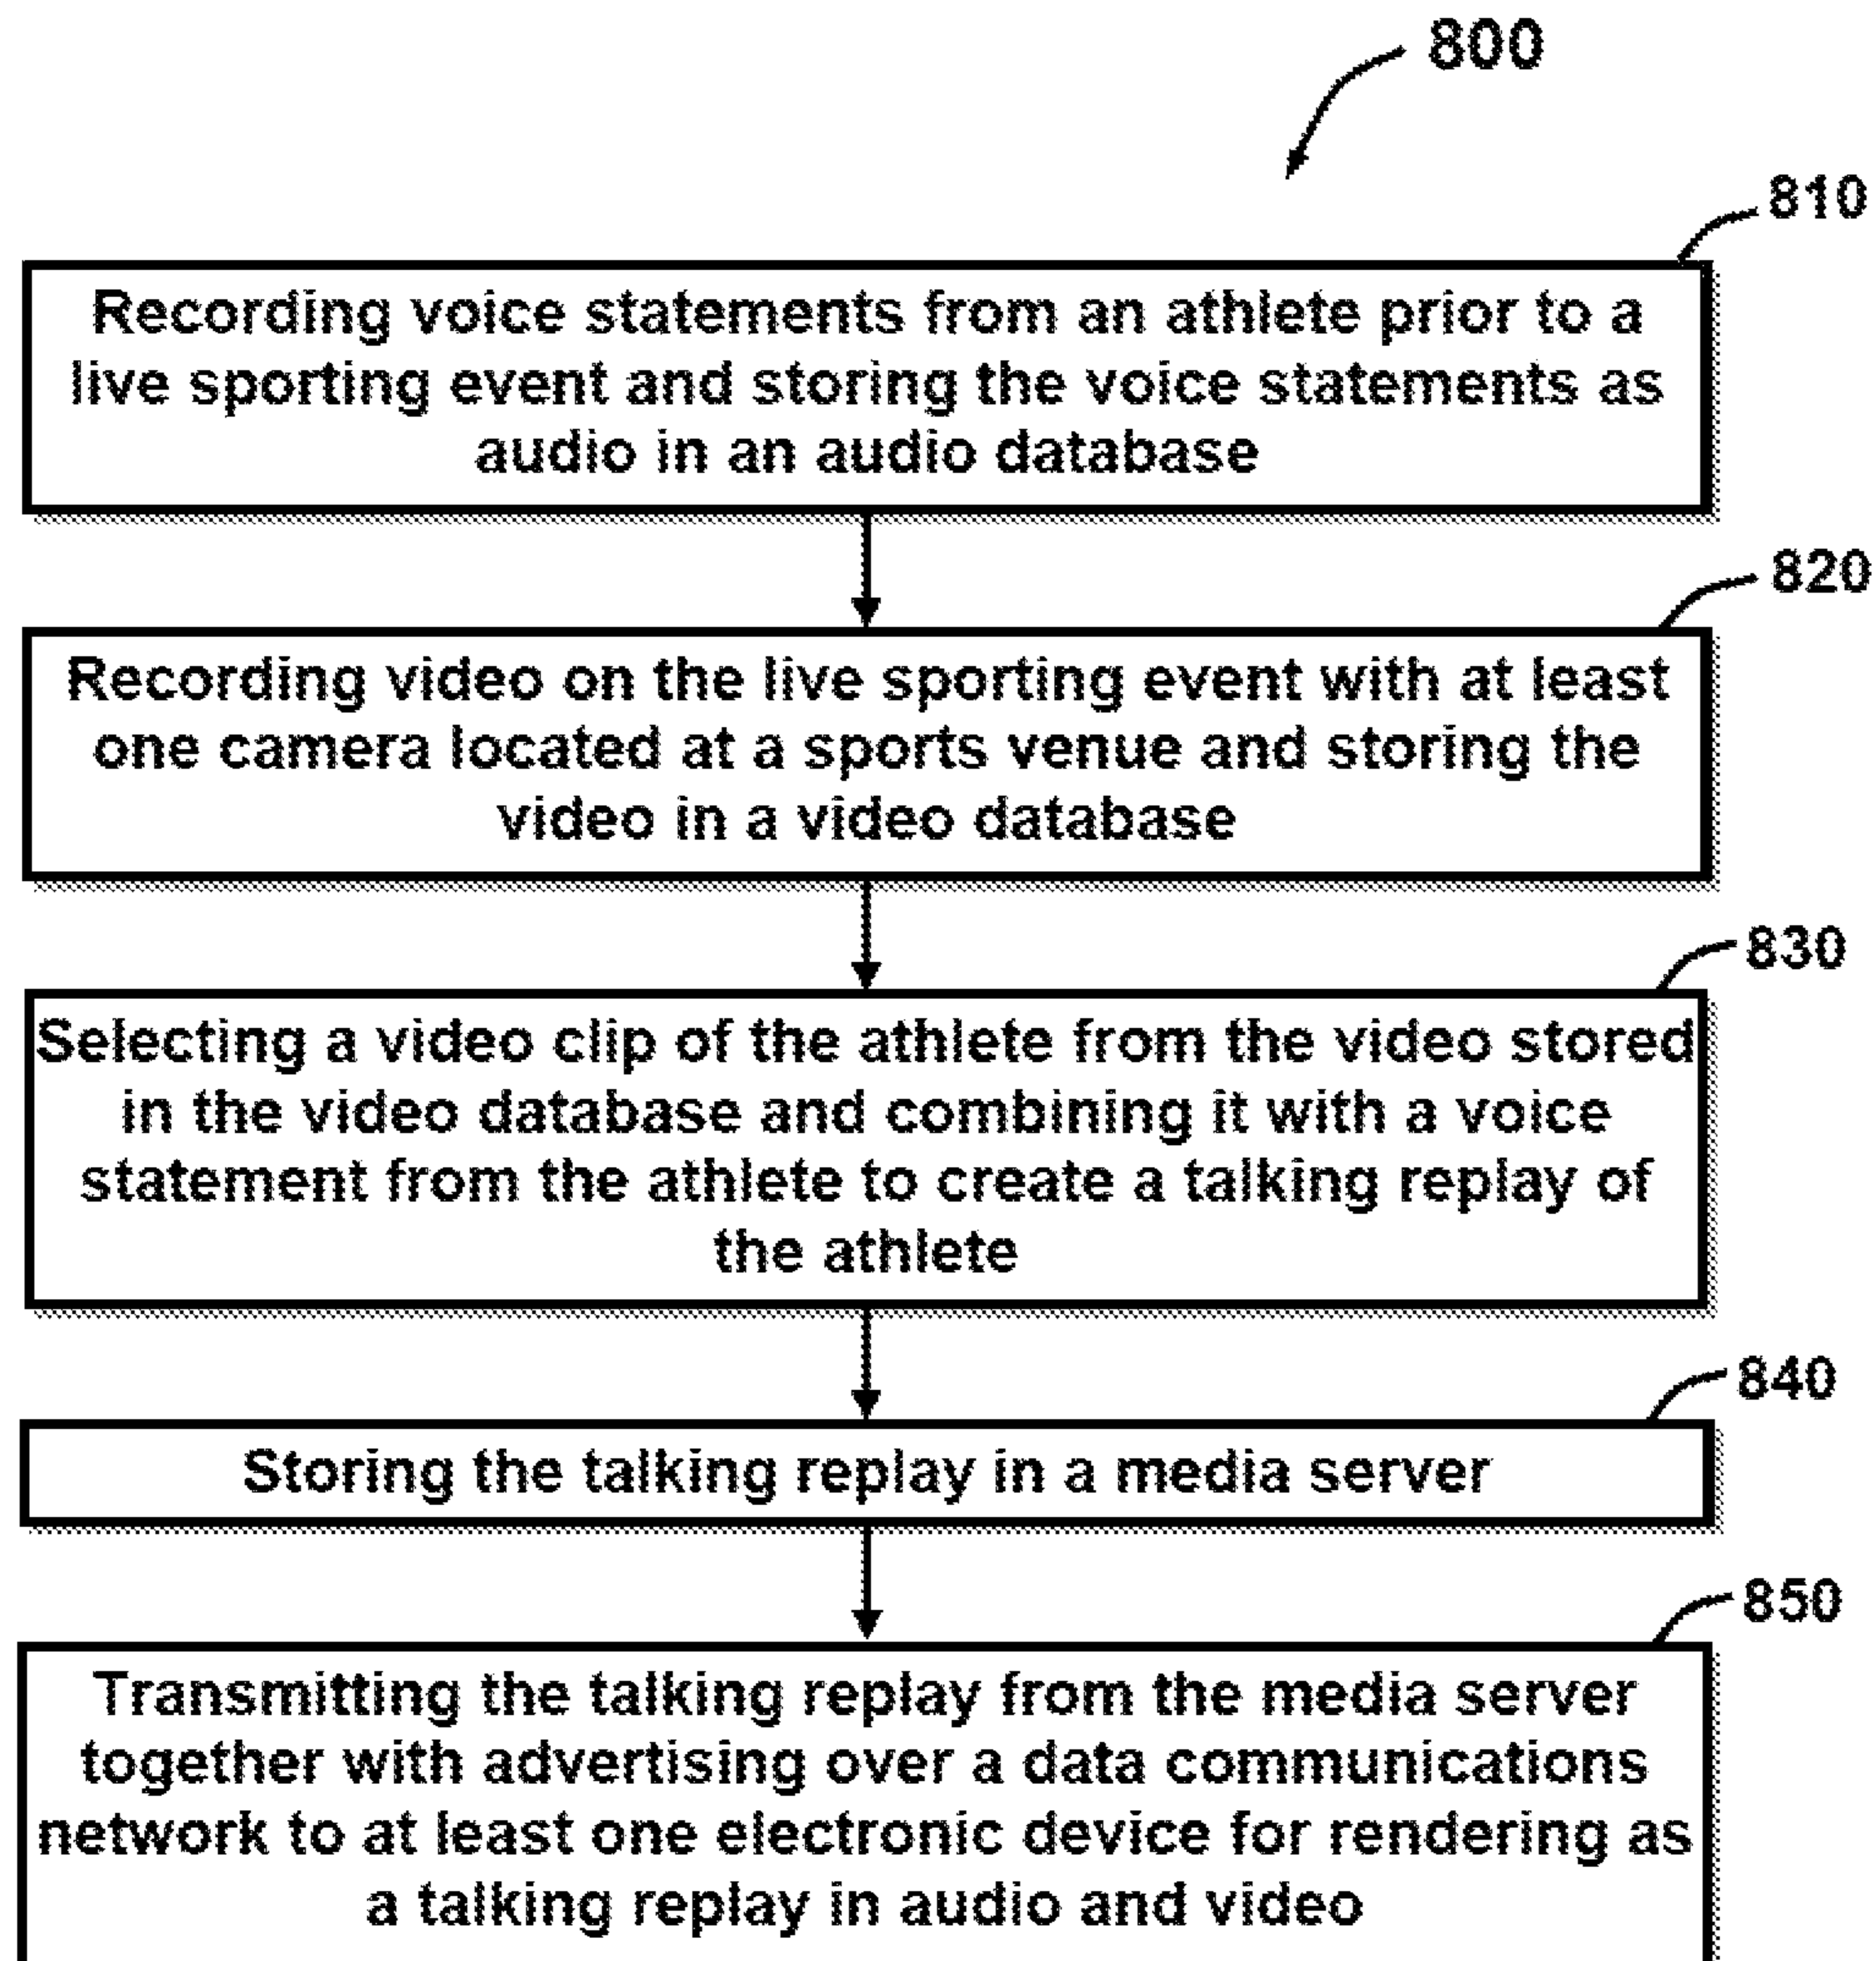 800
810
Recording voice statements from an athlete prior to a
live sporting event and storing the voice statements as
audio in an audio database
820
Recording video on the live sporting event with at least
one camera located at a sports venue and storing the
video in a video database
830
Selecting a video clip of the athlete from the video stored
in the video database and combining it with a voice
statement from the athlete to create a talking replay of
the athlete
840
Storing the talking replay in a media server
850
Transmitting the talking replay from the media server
together with advertising over a data communications
network to at least one electronic device for rendering as
a talking replay in audio and video